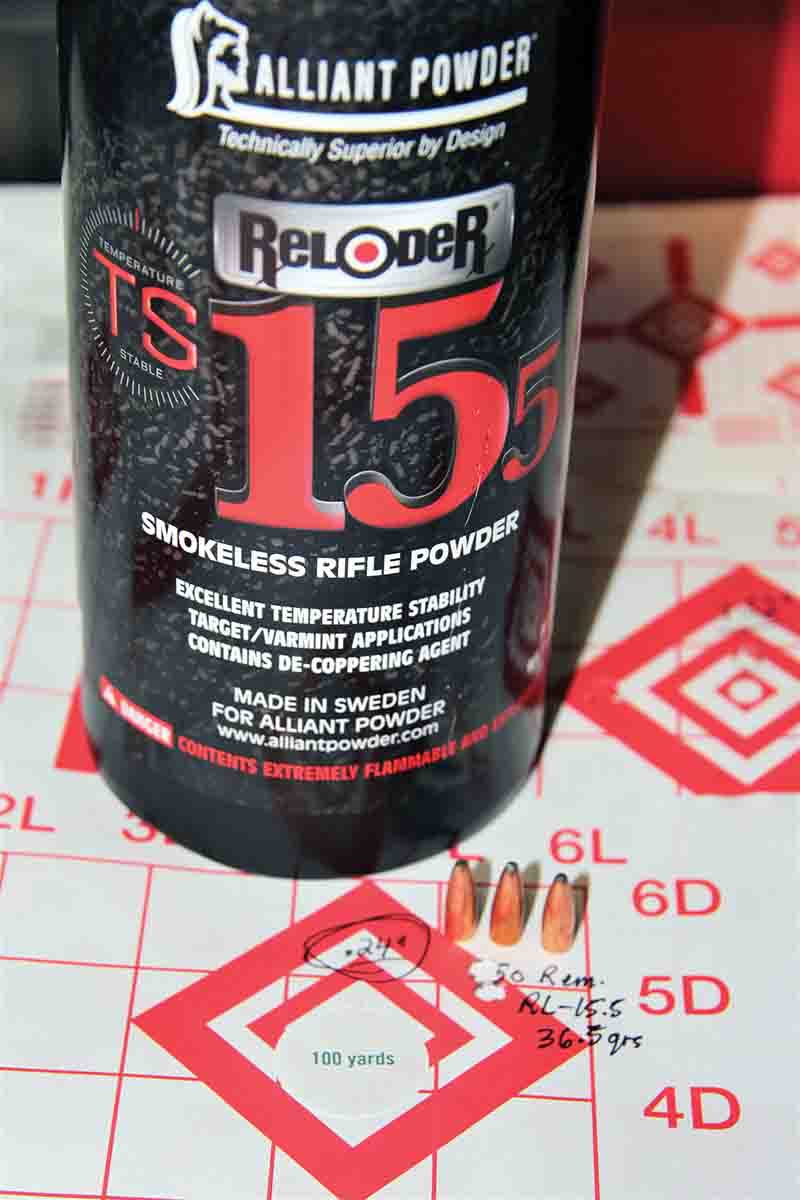 ALLIANT POWDER
Technically Superior by Design
RELODER
TEMPERATURE
TS
STABLE
15 5
SMOKELESS RIFLE POWDER
EXCELLENT TEMPERATURE STABILITY
TARGET/VARMINT APPLICATIONS
CONTAINS DE-COPPERING AGENT
MADE IN SWEDEN
FOR ALLIANT POWDER
www.alliantpowder.com
DANGER CONTENTS EXTREMELY FLAMMABLE AND
4L
2L
6L
6D
.24"
50 Rem.
RL-15.5
5D
36.5 grs
100 yards
4D